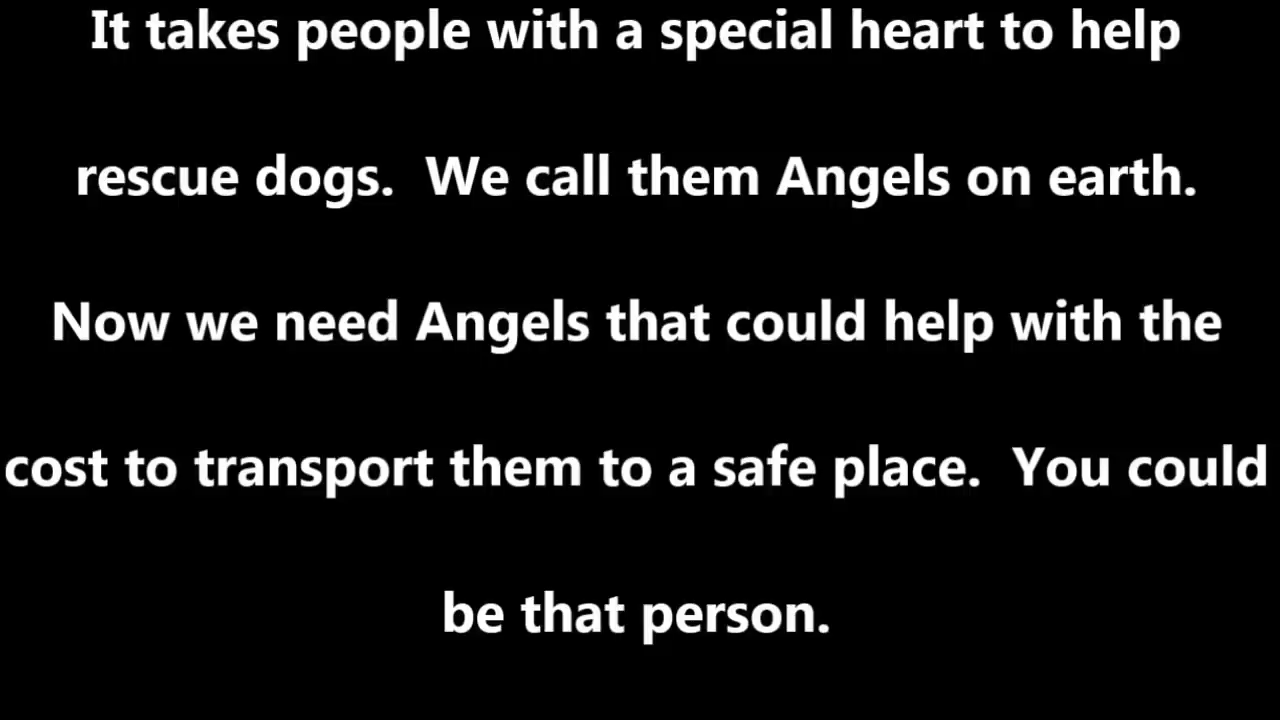 It takes people with a special heart to help
rescue dogs.  We call them Angels on earth.
Now we need Angels that could help with the
cost to transport them to a safe place.  You could
be that person.